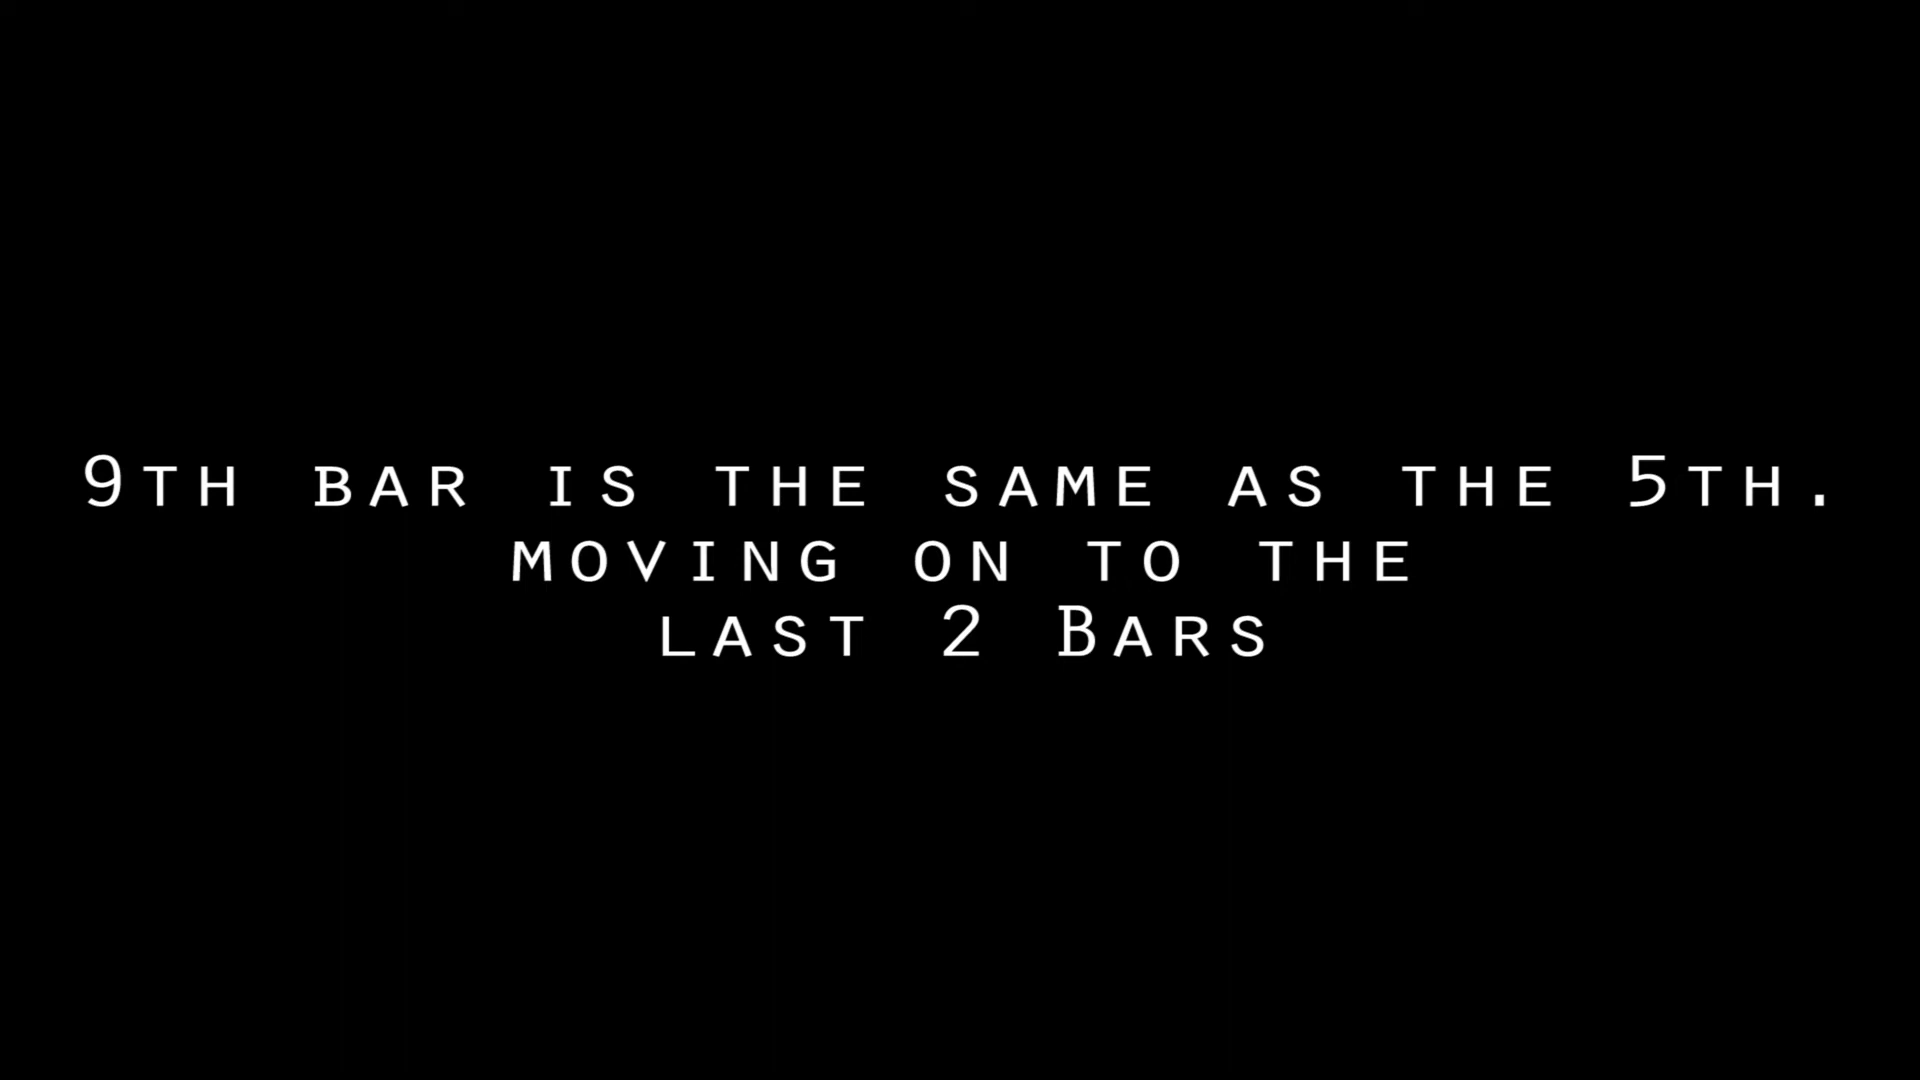 9th bar is the same as the 5th.
moving on to the
last 2 Bars